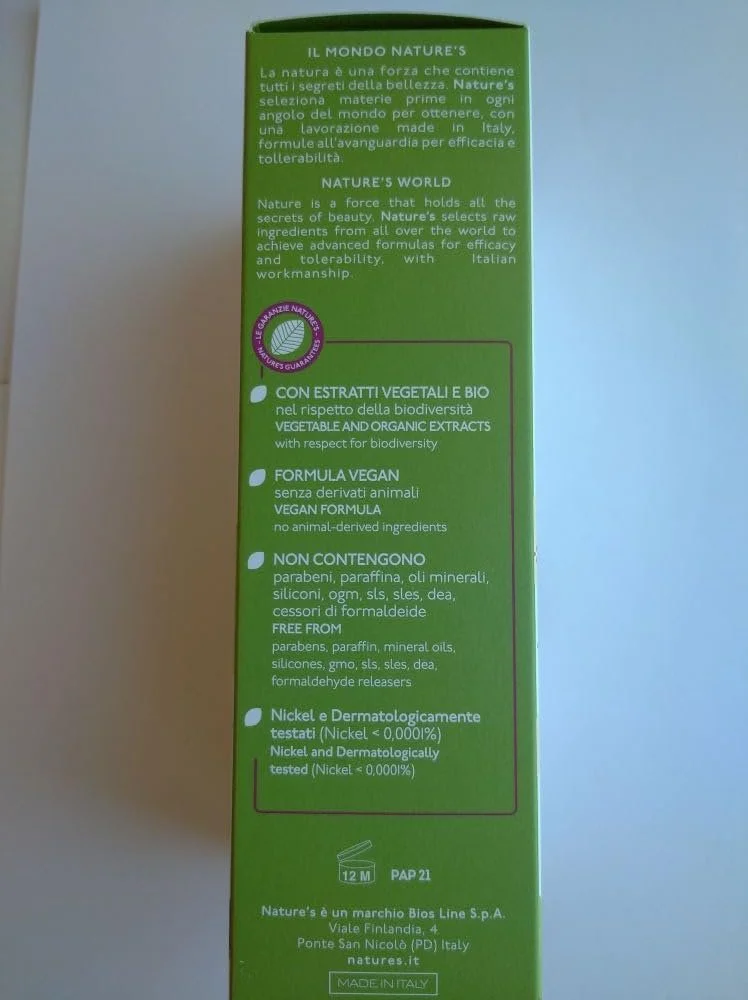 IL MONDO NATURE'S
La natura è una forza che contiene
tutti i segreti della bellezza. Nature's
seleziona materie prime in ogni
angolo del mondo per ottenere, con
una lavorazione made in Italy,
formule all'avanguardia per efficacia e
tollerabilità.
NATURE'S WORLD
Nature is a force that holds all the
secrets of beauty. Nature's selects raw
ingredients from all over the world to
achieve advanced formulas for efficacy
and tolerability, with Italian
workmanship.
- LE GARANZIE NATURE'S -
NATURE'S GUARANTEES
CON ESTRATTI VEGETALI E BIO
nel rispetto della biodiversità
VEGETABLE AND ORGANIC EXTRACTS
with respect for biodiversity
FORMULA VEGAN
senza derivati animali
VEGAN FORMULA
no animal-derived ingredients
NON CONTENGONO
parabeni, paraffina, oli minerali,
siliconi, ogm, sls, sles, dea,
cessori di formaldeide
FREE FROM
parabens, paraffin, mineral oils,
silicones, gmo, sls, sles, dea,
formaldehyde releasers
Nickel e Dermatologicamente
testati (Nickel < 0,0001%)
Nickel and Dermatologically
tested (Nickel < 0,0001%)
12 M PAP 21
Nature's è un marchio Bios Line S.p.A.
Viale Finlandia, 4
Ponte San Nicolò (PD) Italy
natures.it
MADE IN ITALY